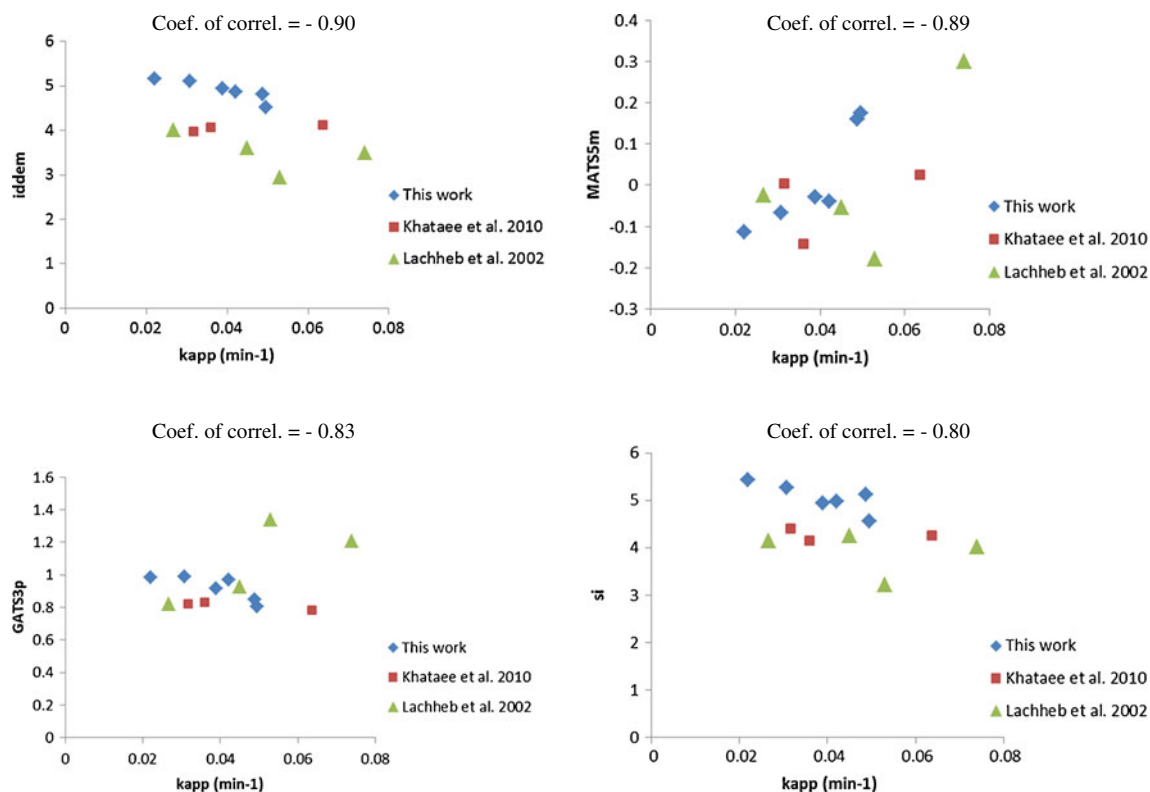 Coef. of correl. = - 0.90
6
5
4
3
2
1
0
iddem
0 0.02 0.04 0.06 0.08
kapp (min-1)
This work
Khataee et al. 2010
Lachheb et al. 2002
Coef. of correl. = - 0.89
0.4
0.3
0.2
0.1
0
-0.1
-0.2
-0.3
MATS5m
0 0.02 0.04 0.06 0.08
kapp (min-1)
This work
Khataee et al. 2010
Lachheb et al. 2002
Coef. of correl. = - 0.83
1.6
1.4
1.2
1
0.8
0.6
0.4
0.2
0
GATS3p
0 0.02 0.04 0.06 0.08
kapp (min-1)
This work
Khataee et al. 2010
Lachheb et al. 2002
Coef. of correl. = - 0.80
6
5
4
3
2
1
0
si
0 0.02 0.04 0.06 0.08
kapp (min-1)
This work
Khataee et al. 2010
Lachheb et al. 2002